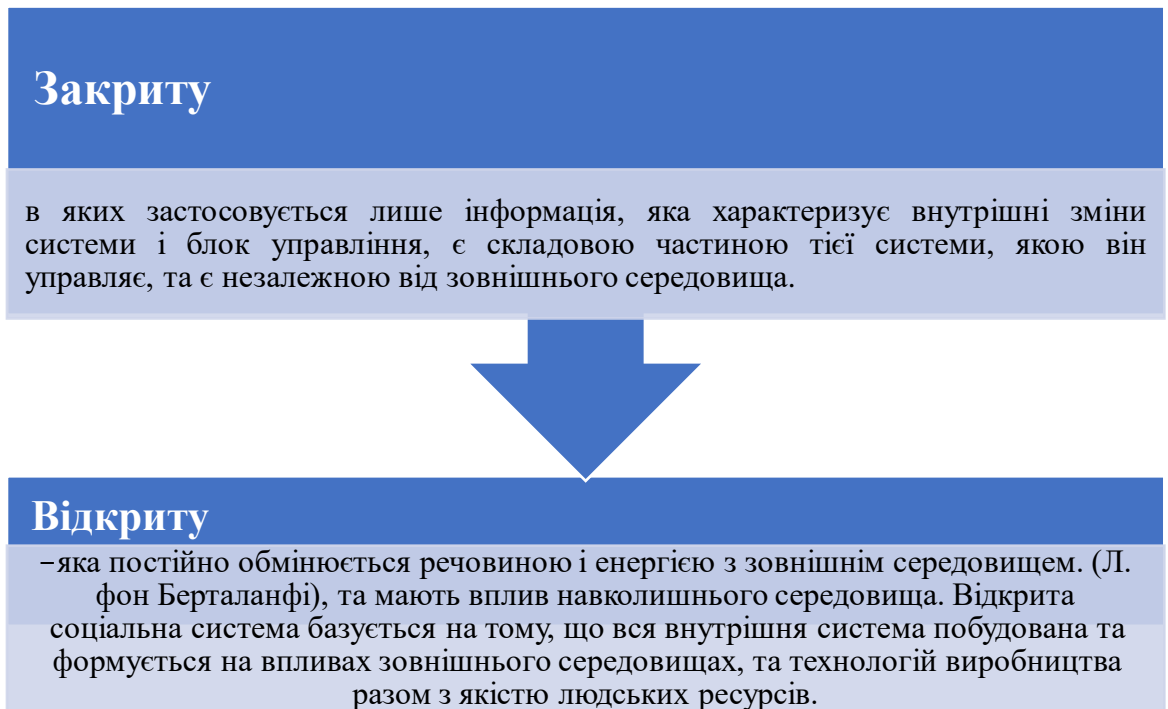 Закриту
в яких застосовується лише інформація, яка характеризує внутрішні зміни
системи і блок управління, є складовою частиною тієї системи, якою він
управляє, та є незалежною від зовнішнього середовища.
Відкриту
–яка постійно обмінюється речовиною і енергією з зовнішнім середовищем. (Л.
фон Берталанфі), та мають вплив навколишнього середовища. Відкрита
соціальна система базується на тому, що вся внутрішня система побудована та
формується на впливах зовнішнього середовищах, та технологій виробництва
разом з якістю людських ресурсів.